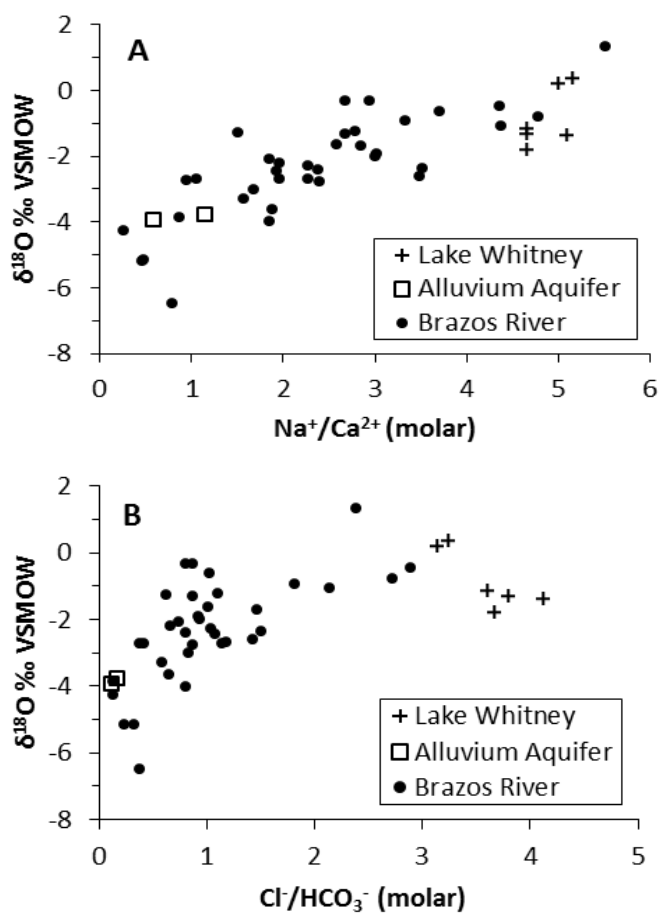 A
2
0
-2
-4
-6
-8
δ¹⁸O ‰ VSMOW
+ Lake Whitney
□ Alluvium Aquifer
● Brazos River
0 1 2 3 4 5 6
Na⁺/Ca²⁺ (molar)
B
2
0
-2
-4
-6
-8
δ¹⁸O ‰ VSMOW
+ Lake Whitney
□ Alluvium Aquifer
● Brazos River
0 1 2 3 4 5
Cl⁻/HCO₃⁻ (molar)